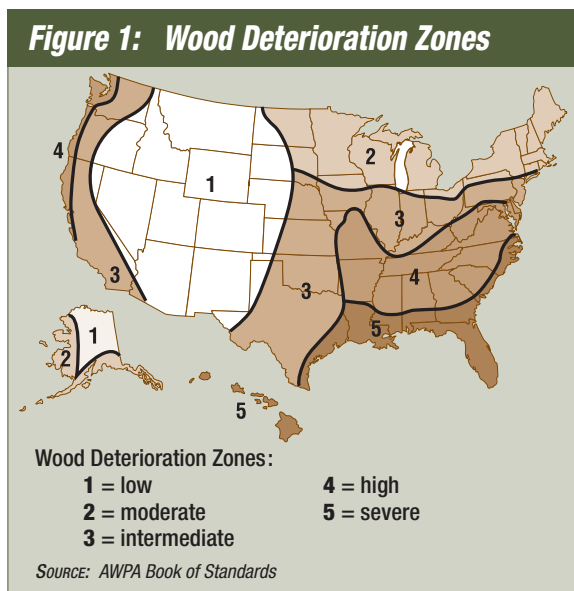 Figure 1: Wood Deterioration Zones
4
2
1
3
3
3
4
1
5
2
5
Wood Deterioration Zones:
1 = low
4 = high
2 = moderate
5 = severe
3 = intermediate
SOURCE: AWPA Book of Standards